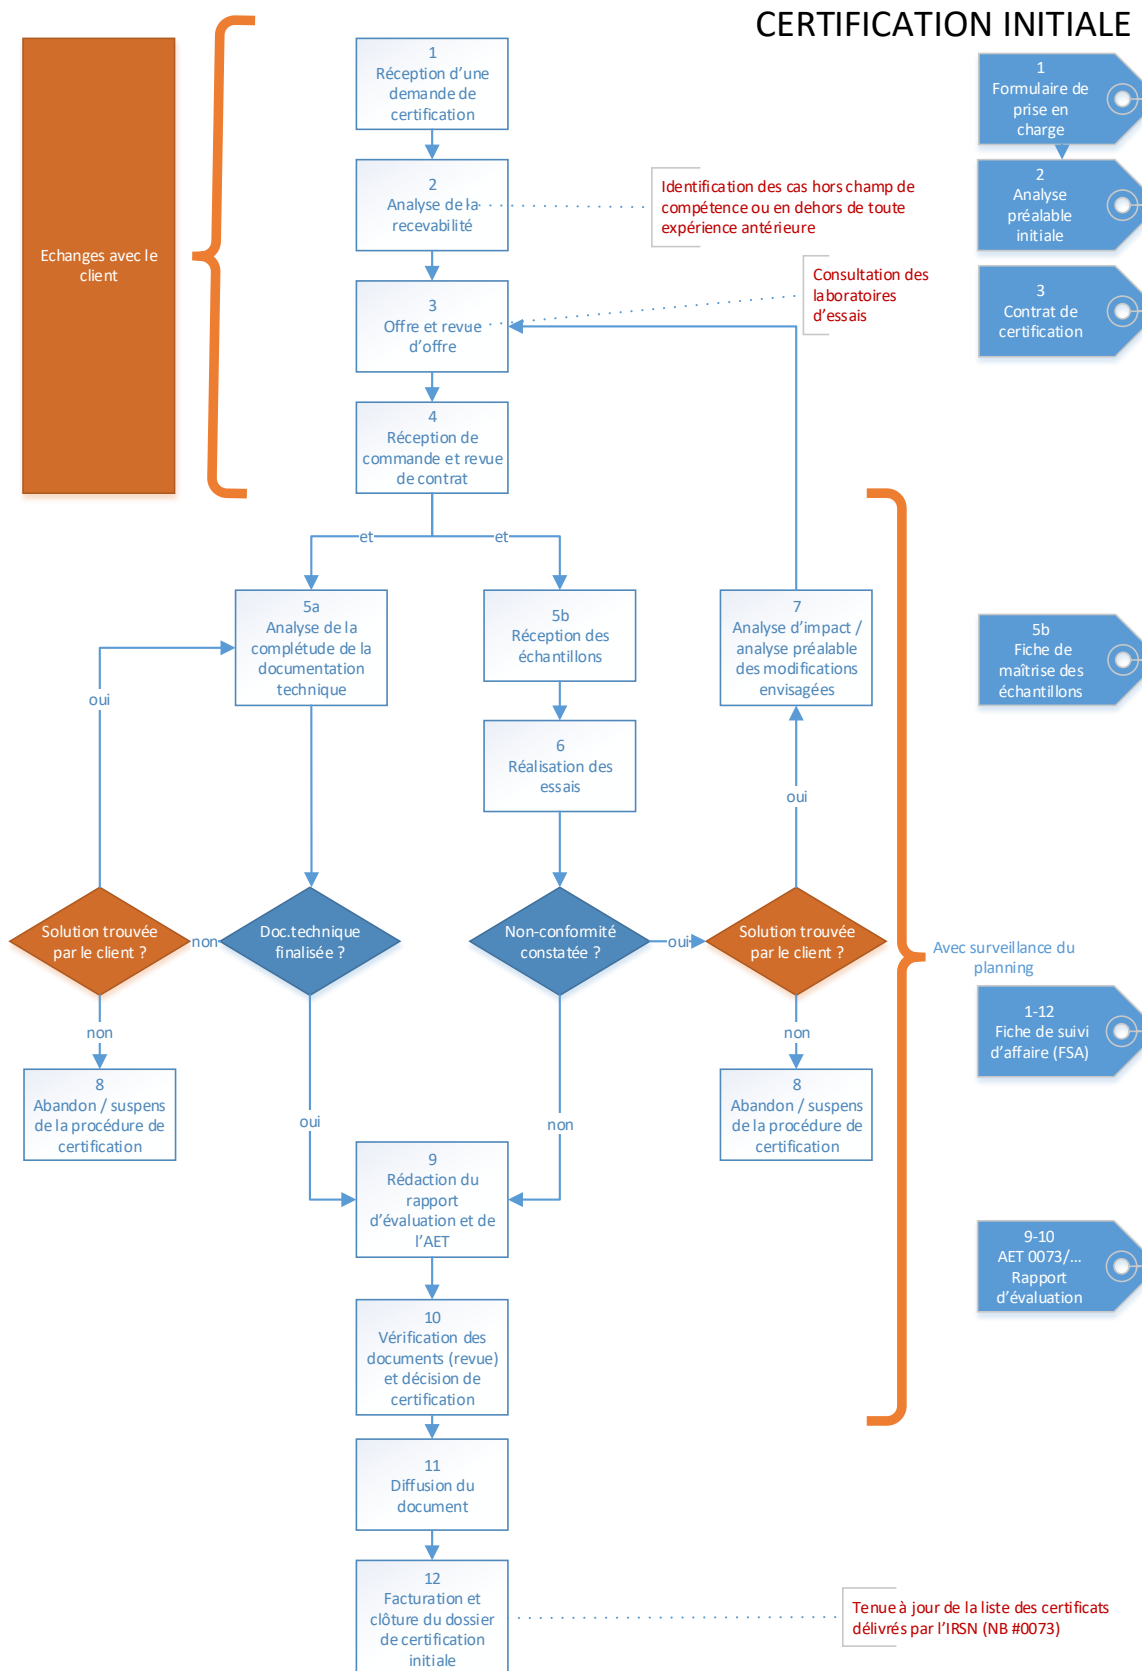 CERTIFICATION INITIALE
1
Réception d’une
demande de
certification
1
Formulaire de
prise en
charge
2
Analyse de la
recevabilité
Identification des cas hors champ de
compétence ou en dehors de toute
expérience antérieure
2
Analyse
préalable
initiale
Echanges avec le
client
3
Offre et revue
d’offre
Consultation des
laboratoires
d’essais
3
Contrat de
certification
4
Réception de
commande et revue
de contrat
et
et
5a
Analyse de la
complétude de la
documentation
technique
5b
Réception des
échantillons
7
Analyse d’impact /
analyse préalable
des modifications
envisagées
5b
Fiche de
maîtrise des
échantillons
oui
6
Réalisation des
essais
oui
Solution trouvée
par le client ?
non
Doc.technique
finalisée ?
Non-conformité
constatée ?
oui
Solution trouvée
par le client ?
Avec surveillance du
planning
non
non
1-12
Fiche de suivi
d’affaire (FSA)
8
Abandon / suspens
de la procédure de
certification
oui
non
8
Abandon / suspens
de la procédure de
certification
9
Rédaction du
rapport
d’évaluation et de
l’AET
9-10
AET 0073/...
Rapport
d’évaluation
10
Vérification des
documents (revue)
et décision de
certification
11
Diffusion du
document
12
Facturation et
clôture du dossier
de certification
initiale
Tenue à jour de la liste des certificats
délivrés par l’IRSN (NB #0073)